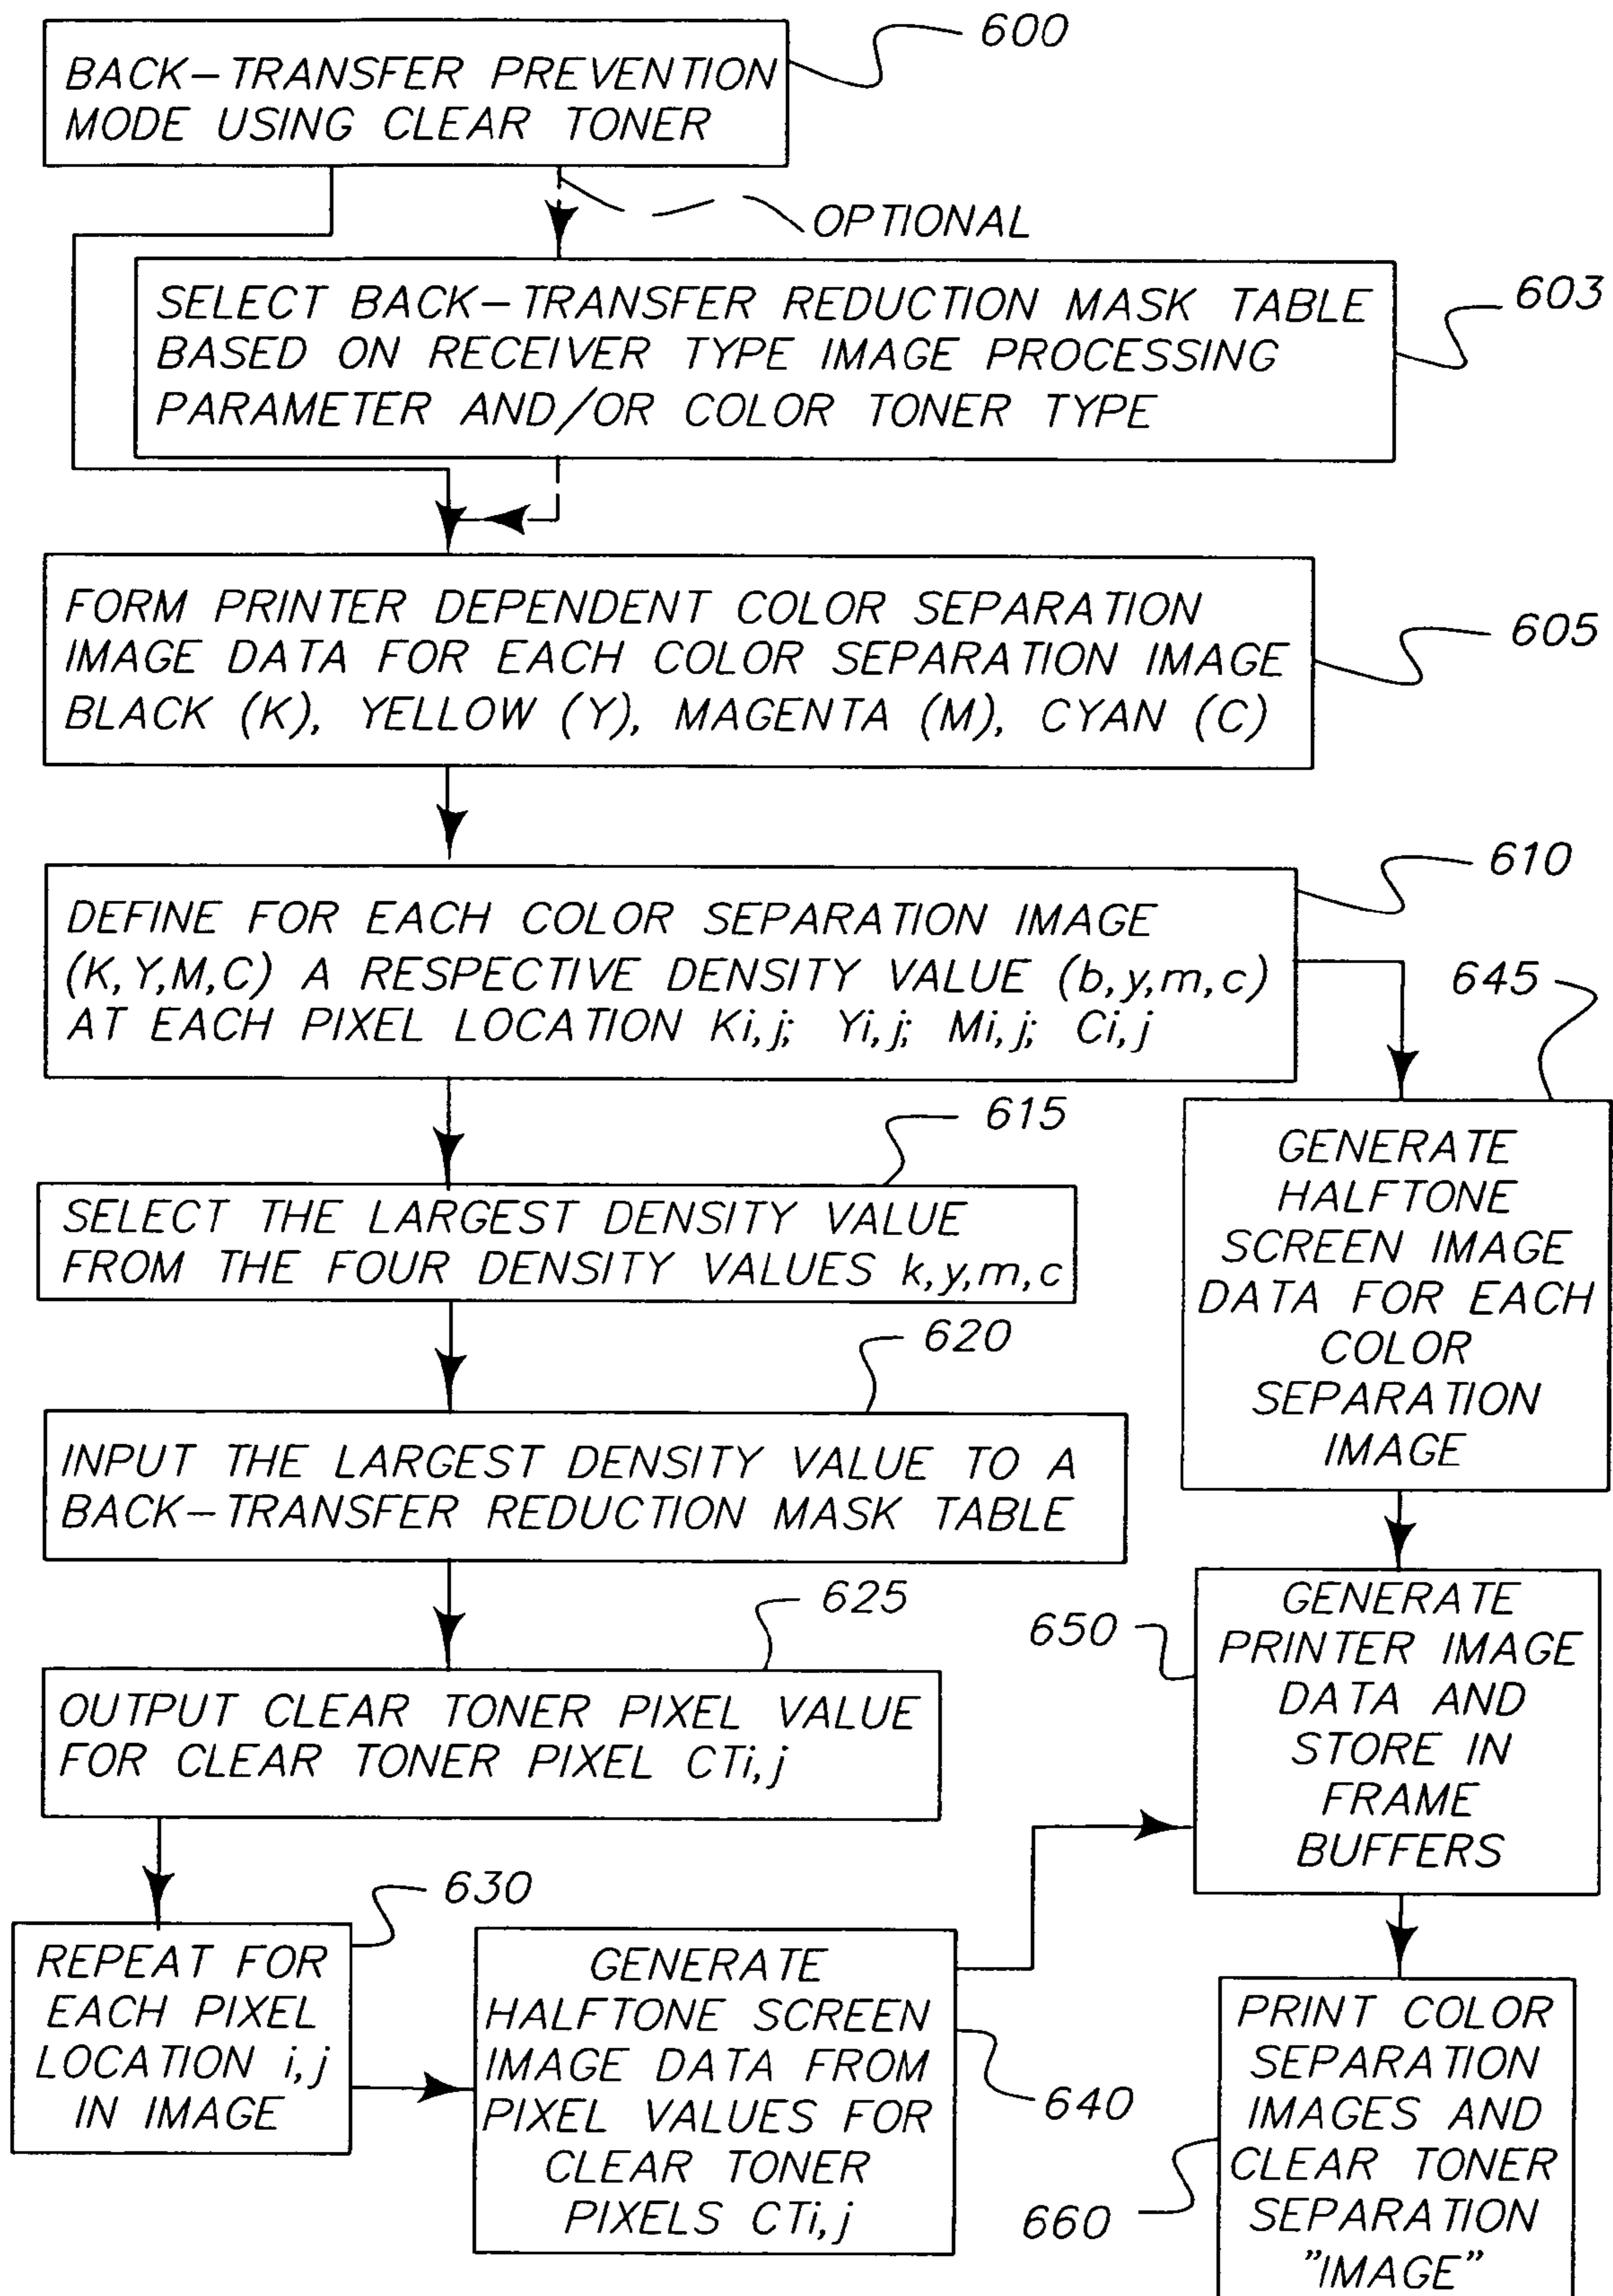 600
BACK-TRANSFER PREVENTION
MODE USING CLEAR TONER
OPTIONAL
603
SELECT BACK-TRANSFER REDUCTION MASK TABLE
BASED ON RECEIVER TYPE IMAGE PROCESSING
PARAMETER AND/OR COLOR TONER TYPE
605
FORM PRINTER DEPENDENT COLOR SEPARATION
IMAGE DATA FOR EACH COLOR SEPARATION IMAGE
BLACK (K), YELLOW (Y), MAGENTA (M), CYAN (C)
610
DEFINE FOR EACH COLOR SEPARATION IMAGE
(K,Y,M,C) A RESPECTIVE DENSITY VALUE (b,y,m,c)
AT EACH PIXEL LOCATION Ki,j; Yi,j; Mi,j; Ci,j
615
SELECT THE LARGEST DENSITY VALUE
FROM THE FOUR DENSITY VALUES k,y,m,c
620
INPUT THE LARGEST DENSITY VALUE TO A
BACK-TRANSFER REDUCTION MASK TABLE
625
OUTPUT CLEAR TONER PIXEL VALUE
FOR CLEAR TONER PIXEL CTi,j
630
REPEAT FOR
EACH PIXEL
LOCATION i,j
IN IMAGE
640
GENERATE
HALFTONE SCREEN
IMAGE DATA FROM
PIXEL VALUES FOR
CLEAR TONER
PIXELS CTi,j
645
GENERATE
HALFTONE
SCREEN IMAGE
DATA FOR EACH
COLOR
SEPARATION
IMAGE
650
GENERATE
PRINTER IMAGE
DATA AND
STORE IN
FRAME
BUFFERS
660
PRINT COLOR
SEPARATION
IMAGES AND
CLEAR TONER
SEPARATION
"IMAGE"